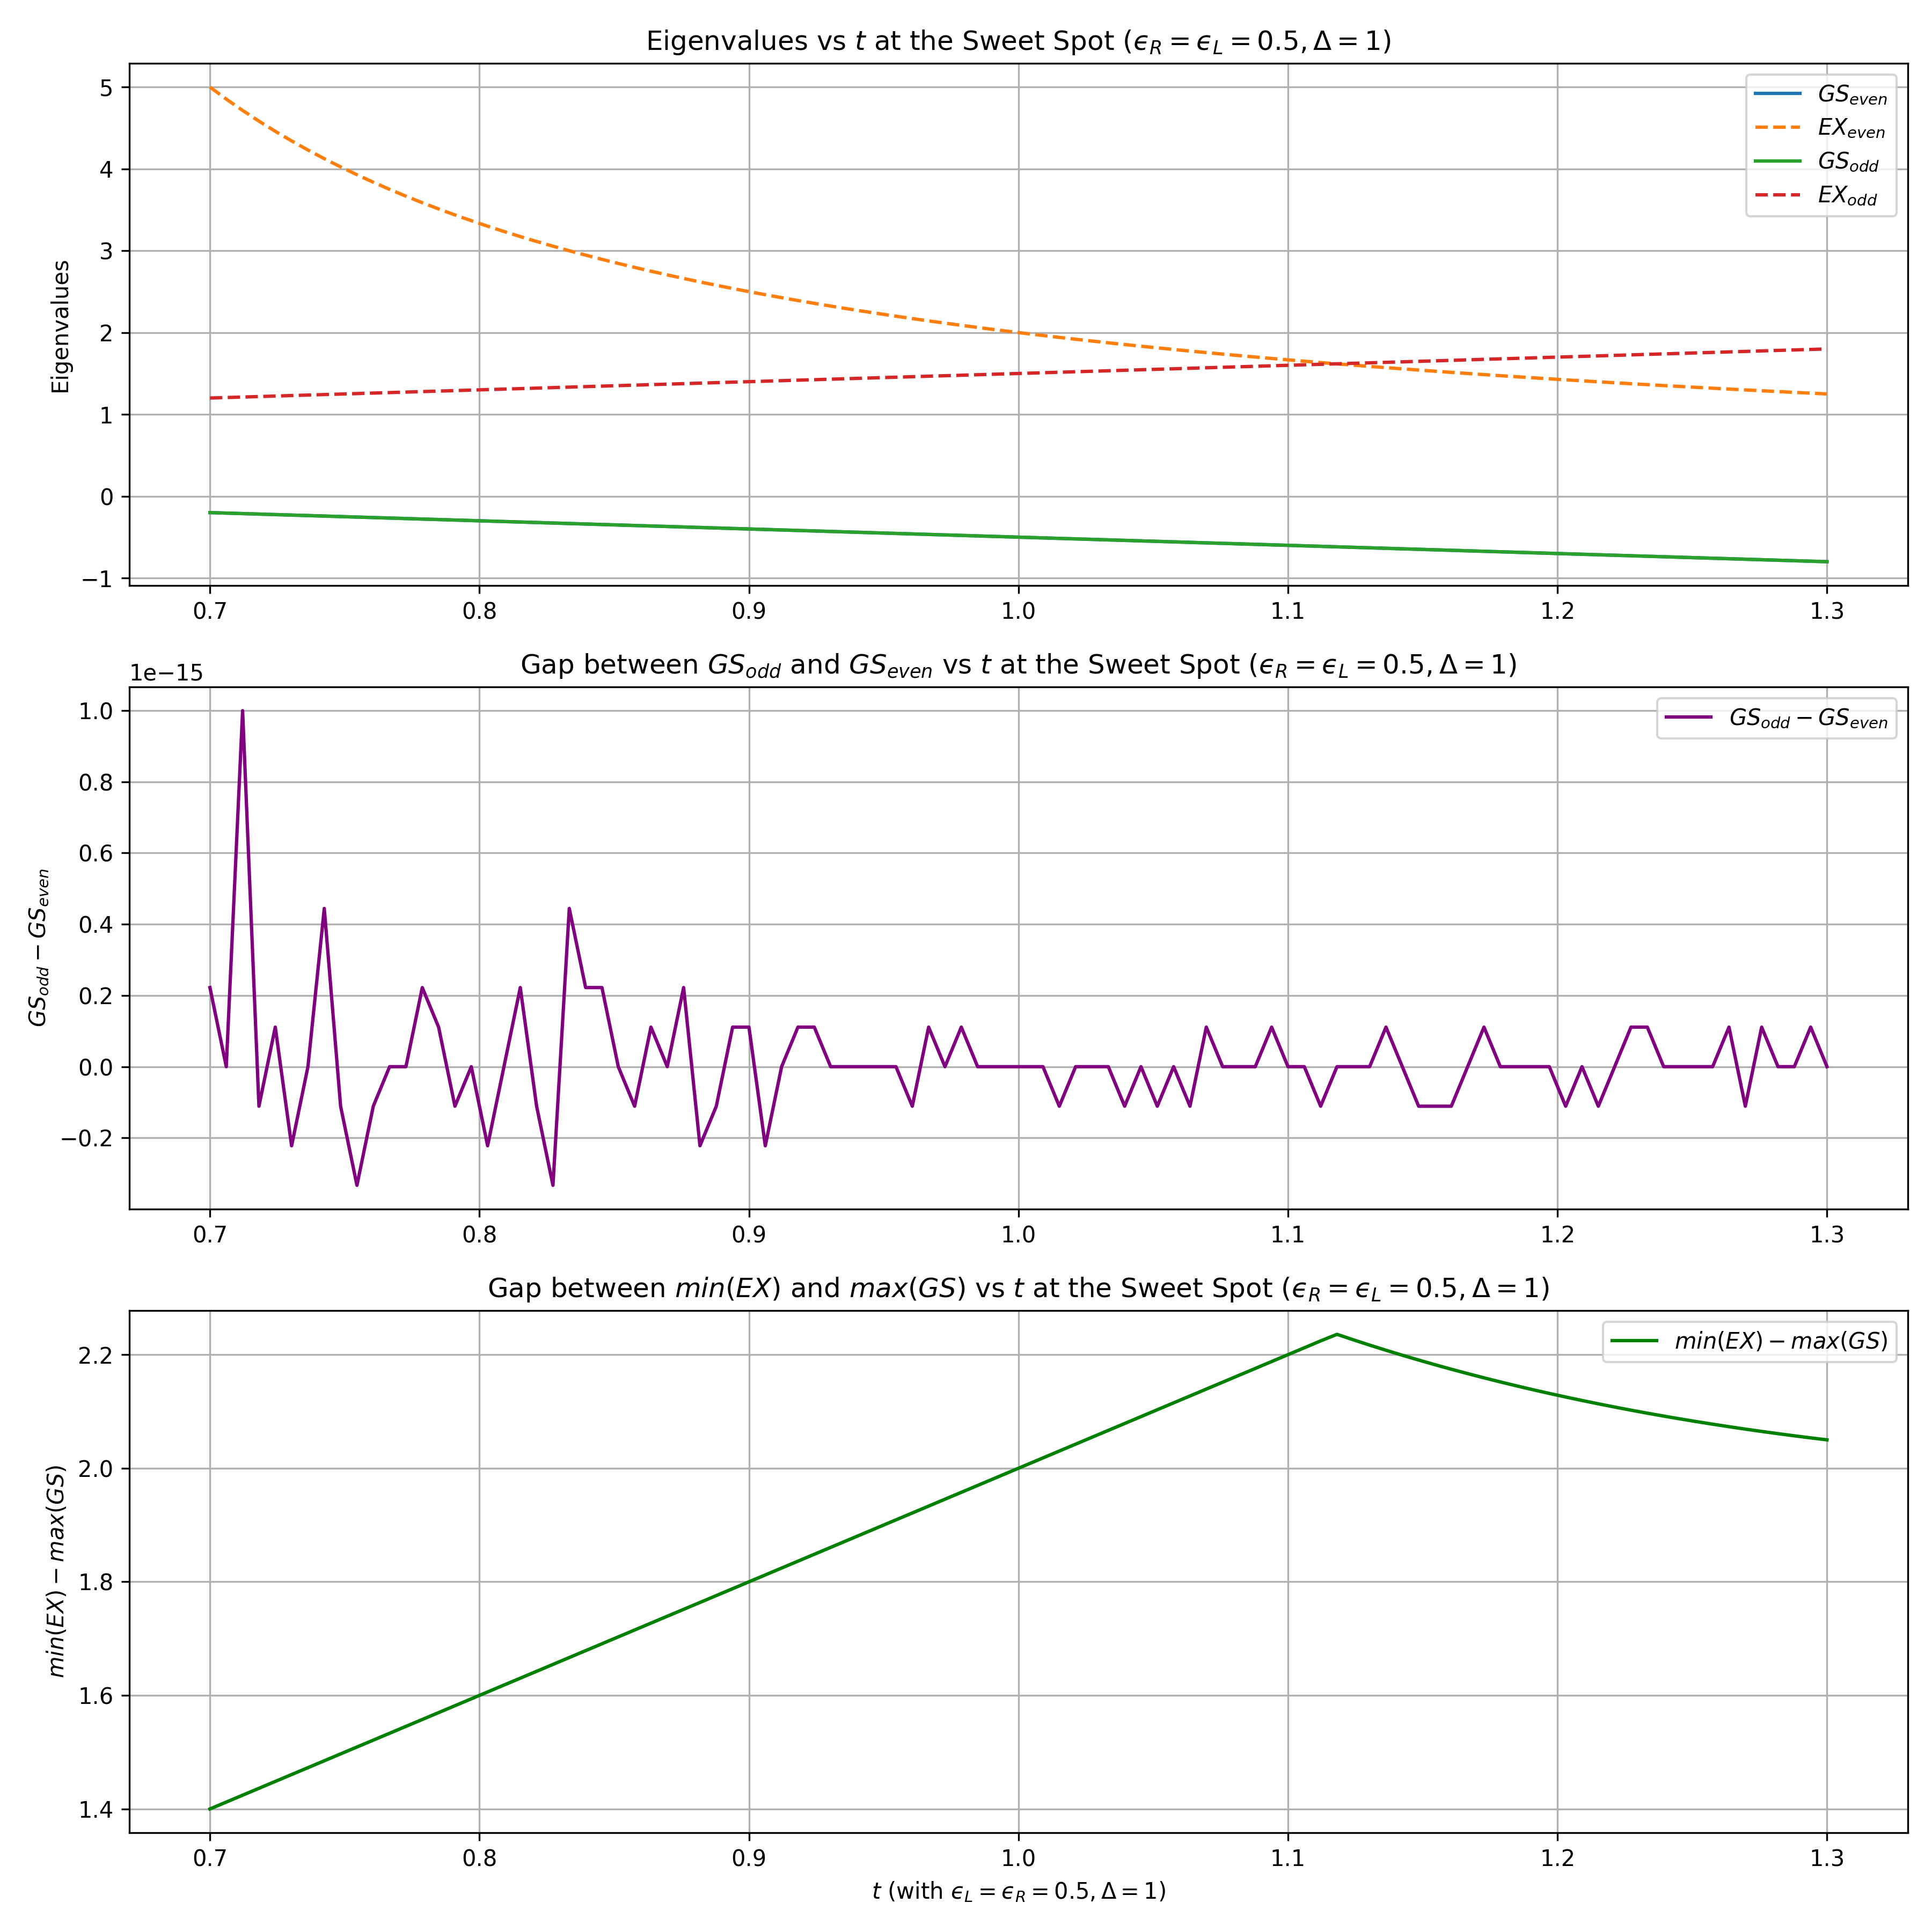 Eigenvalues vs t at the Sweet Spot (ϵ_R = ϵ_L = 0.5, Δ = 1)
5
4
3
2
1
0
−1
Eigenvalues
GS_even
EX_even
GS_odd
EX_odd
0.7 0.8 0.9 1.0 1.1 1.2 1.3
Gap between GS_odd and GS_even vs t at the Sweet Spot (ϵ_R = ϵ_L = 0.5, Δ = 1)
1e−15
1.0
0.8
0.6
0.4
0.2
0.0
−0.2
GS_odd − GS_even
GS_odd − GS_even
0.7 0.8 0.9 1.0 1.1 1.2 1.3
Gap between min(EX) and max(GS) vs t at the Sweet Spot (ϵ_R = ϵ_L = 0.5, Δ = 1)
2.2
2.0
1.8
1.6
1.4
min(EX) − max(GS)
min(EX) − max(GS)
0.7 0.8 0.9 1.0 1.1 1.2 1.3
t (with ϵ_L = ϵ_R = 0.5, Δ = 1)